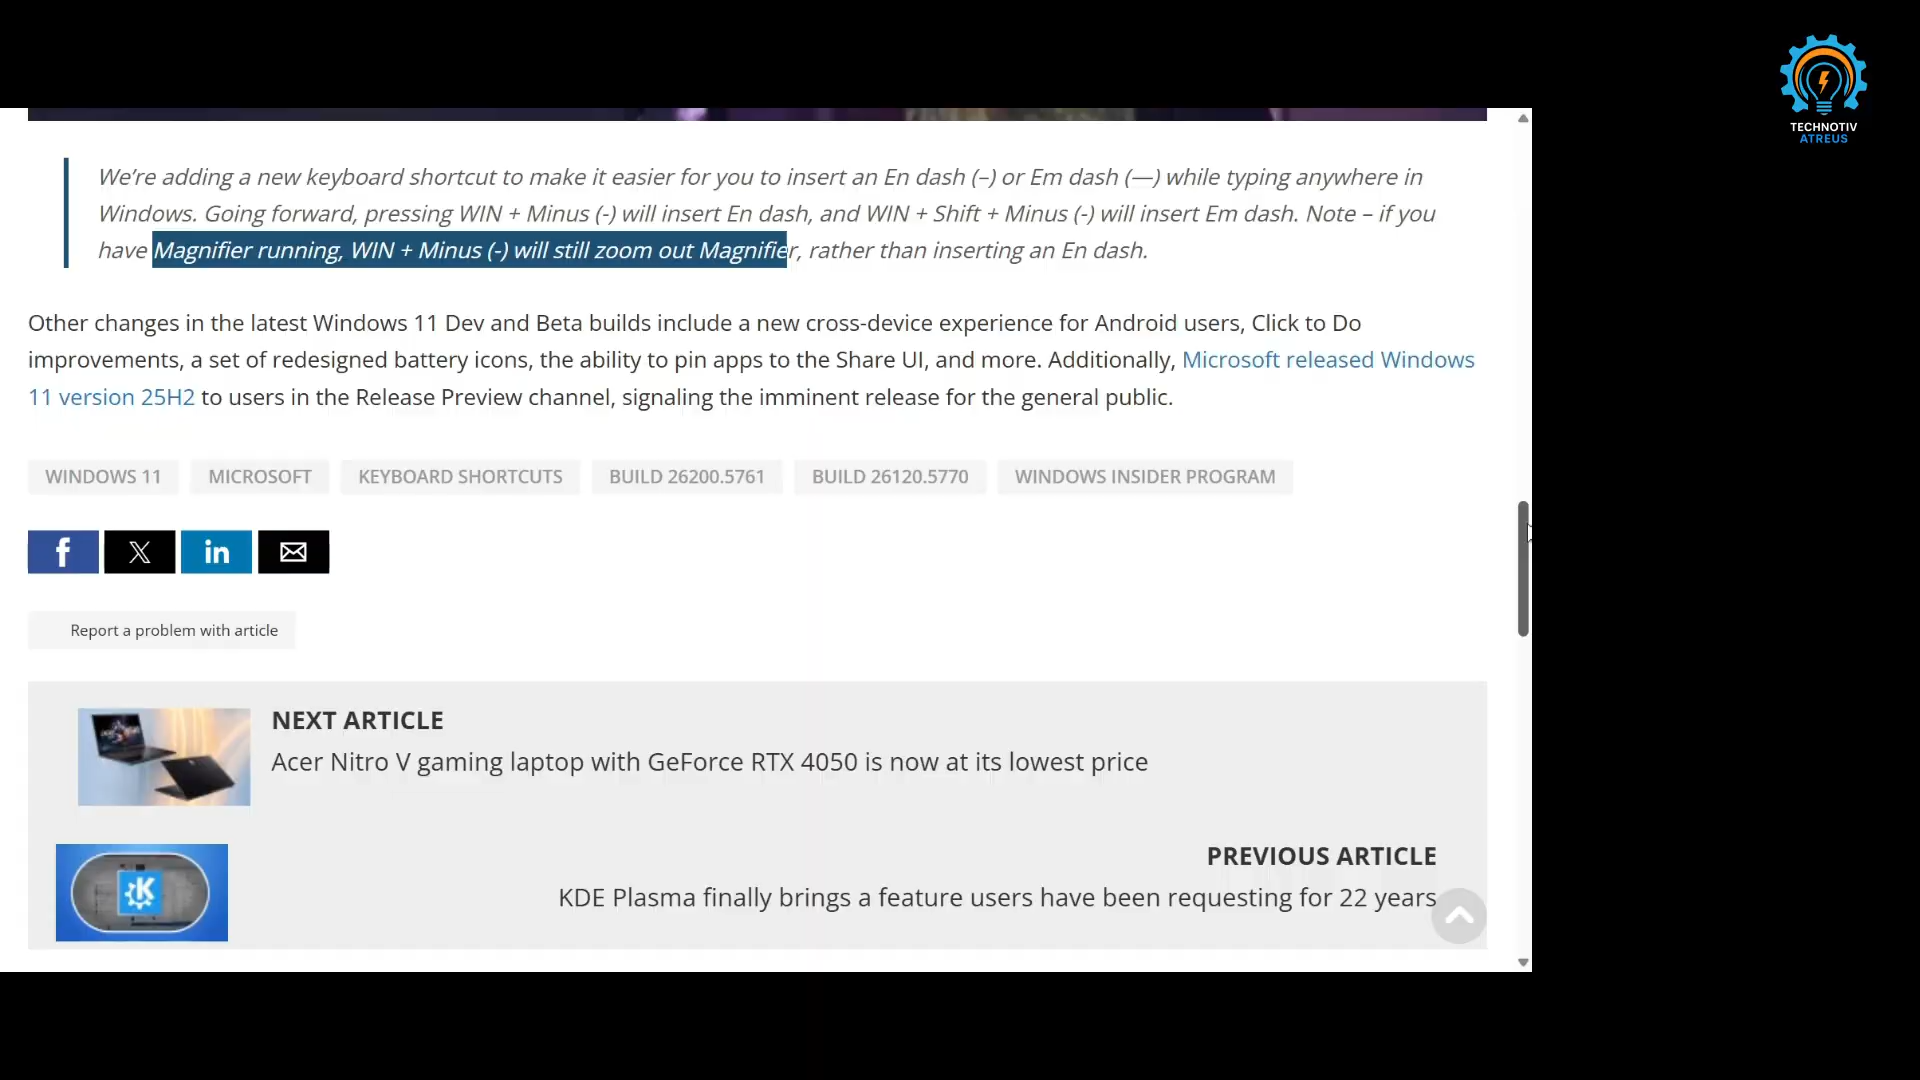 TECHNOTIV
ATREUS
We’re adding a new keyboard shortcut to make it easier for you to insert an En dash (–) or Em dash (—) while typing anywhere in
Windows. Going forward, pressing WIN + Minus (-) will insert En dash, and WIN + Shift + Minus (-) will insert Em dash. Note – if you
have Magnifier running, WIN + Minus (-) will still zoom out Magnifier, rather than inserting an En dash.
Other changes in the latest Windows 11 Dev and Beta builds include a new cross-device experience for Android users, Click to Do
improvements, a set of redesigned battery icons, the ability to pin apps to the Share UI, and more. Additionally, Microsoft released Windows
11 version 25H2 to users in the Release Preview channel, signaling the imminent release for the general public.
WINDOWS 11 MICROSOFT KEYBOARD SHORTCUTS BUILD 26200.5761 BUILD 26120.5770 WINDOWS INSIDER PROGRAM
Report a problem with article
NEXT ARTICLE
Acer Nitro V gaming laptop with GeForce RTX 4050 is now at its lowest price
PREVIOUS ARTICLE
KDE Plasma finally brings a feature users have been requesting for 22 years